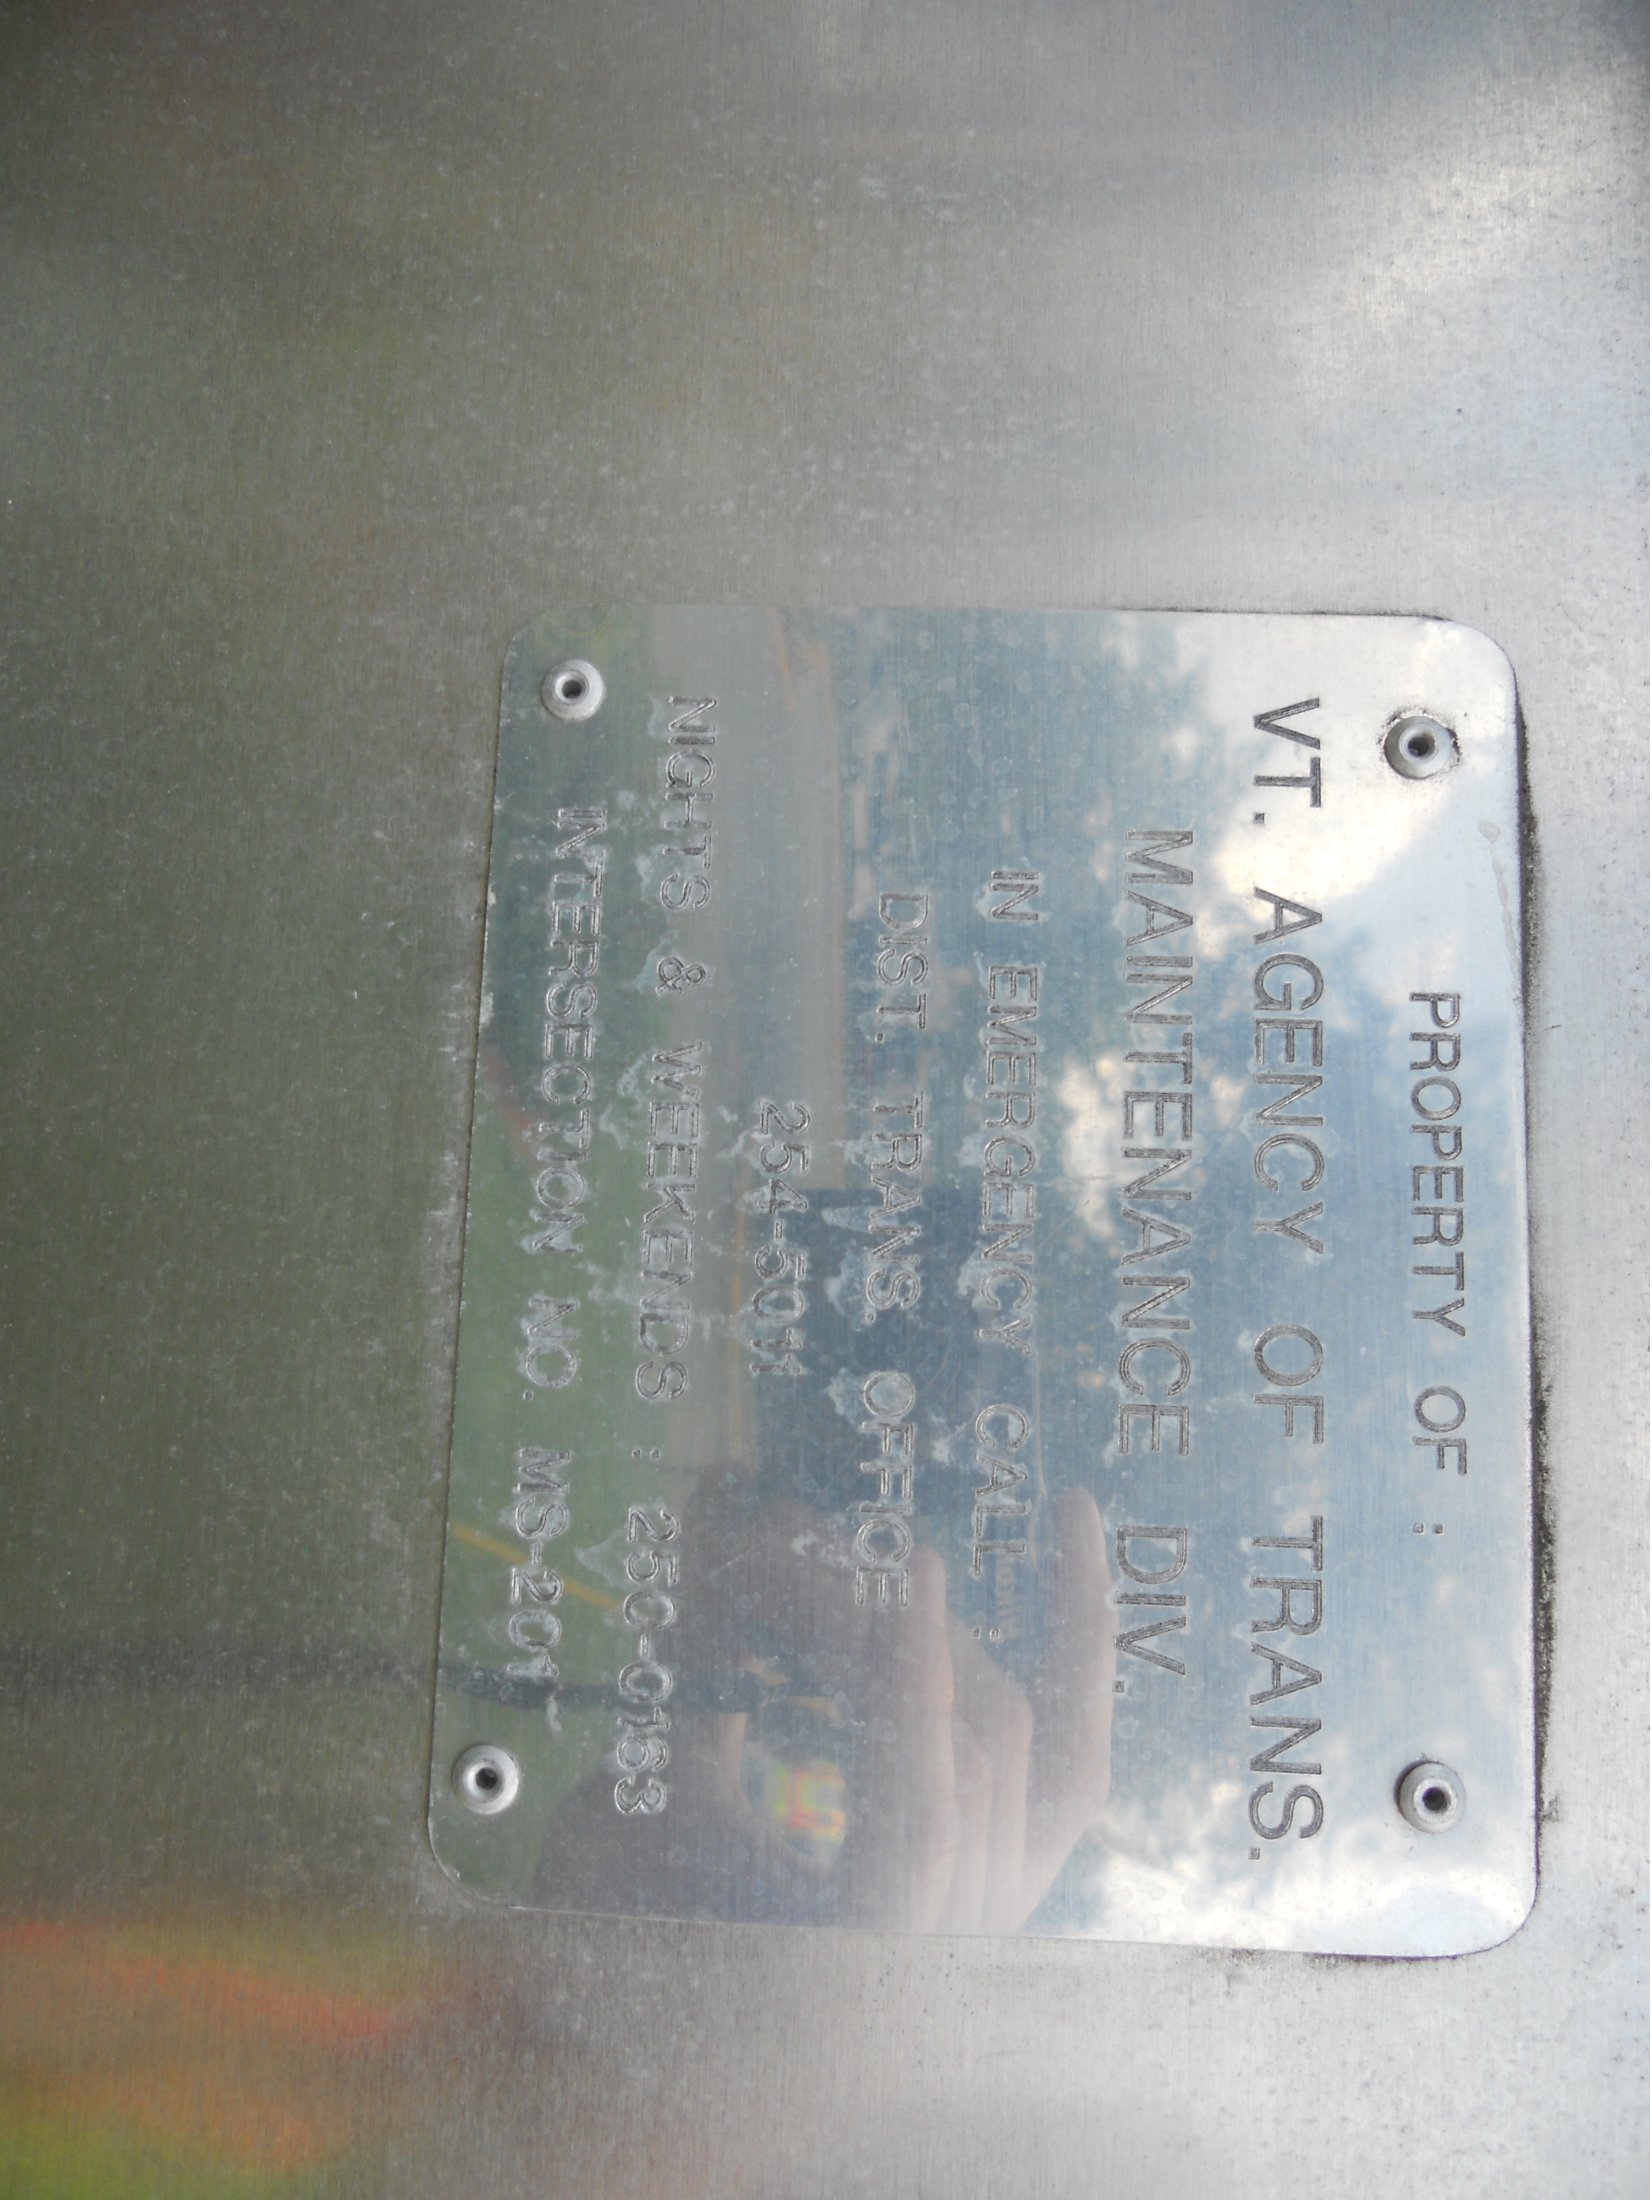 PROPERTY OF :
VT. AGENCY OF TRANS.
MAINTENANCE DIV.
IN EMERGENCY CALL :
DIST. TRANS. OFFICE
254-5011
NIGHTS & WEEKENDS : 250-0163
INTERSECTION NO. MS-201